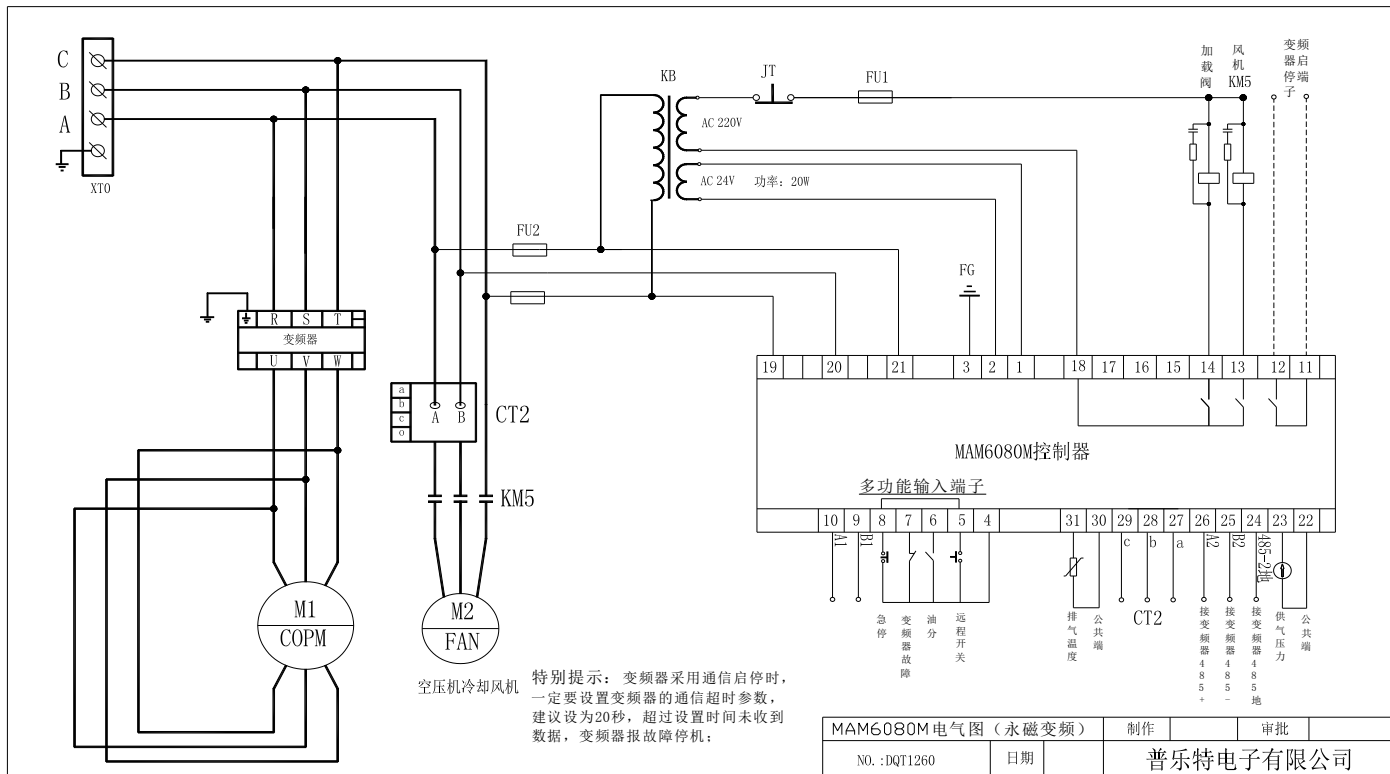 C
B
A
XT0
R S T
变频器
U V W
M1
COPM
a
b
c
o
A B
CT2
KM5
M2
FAN
空压机冷却风机
FU2
KB
JT
FU1
AC 220V
AC 24V 功率：20W
加载阀
风机KM5
变频器启停端子
FG
19 20 21 3 2 1 18 17 16 15 14 13 12 11
MAM6080M控制器
多功能输入端子
10 9 8 7 6 5 4 31 30 29 28 27 26 25 24 23 22
A1
B1
c
b
a
A2
B2
485-2地
急停
变频器故障
油分
远程开关
排气温度
公共端
CT2
接变频器485+
接变频器485-
接变频器485地
供气压力
公共端
特别提示：变频器采用通信启停时，
一定要设置变频器的通信超时参数，
建议设为20秒，超过设置时间未收到
数据，变频器报故障停机；
MAM6080M电气图（永磁变频） 制作 审批
NO.:DQT1260 日期 普乐特电子有限公司